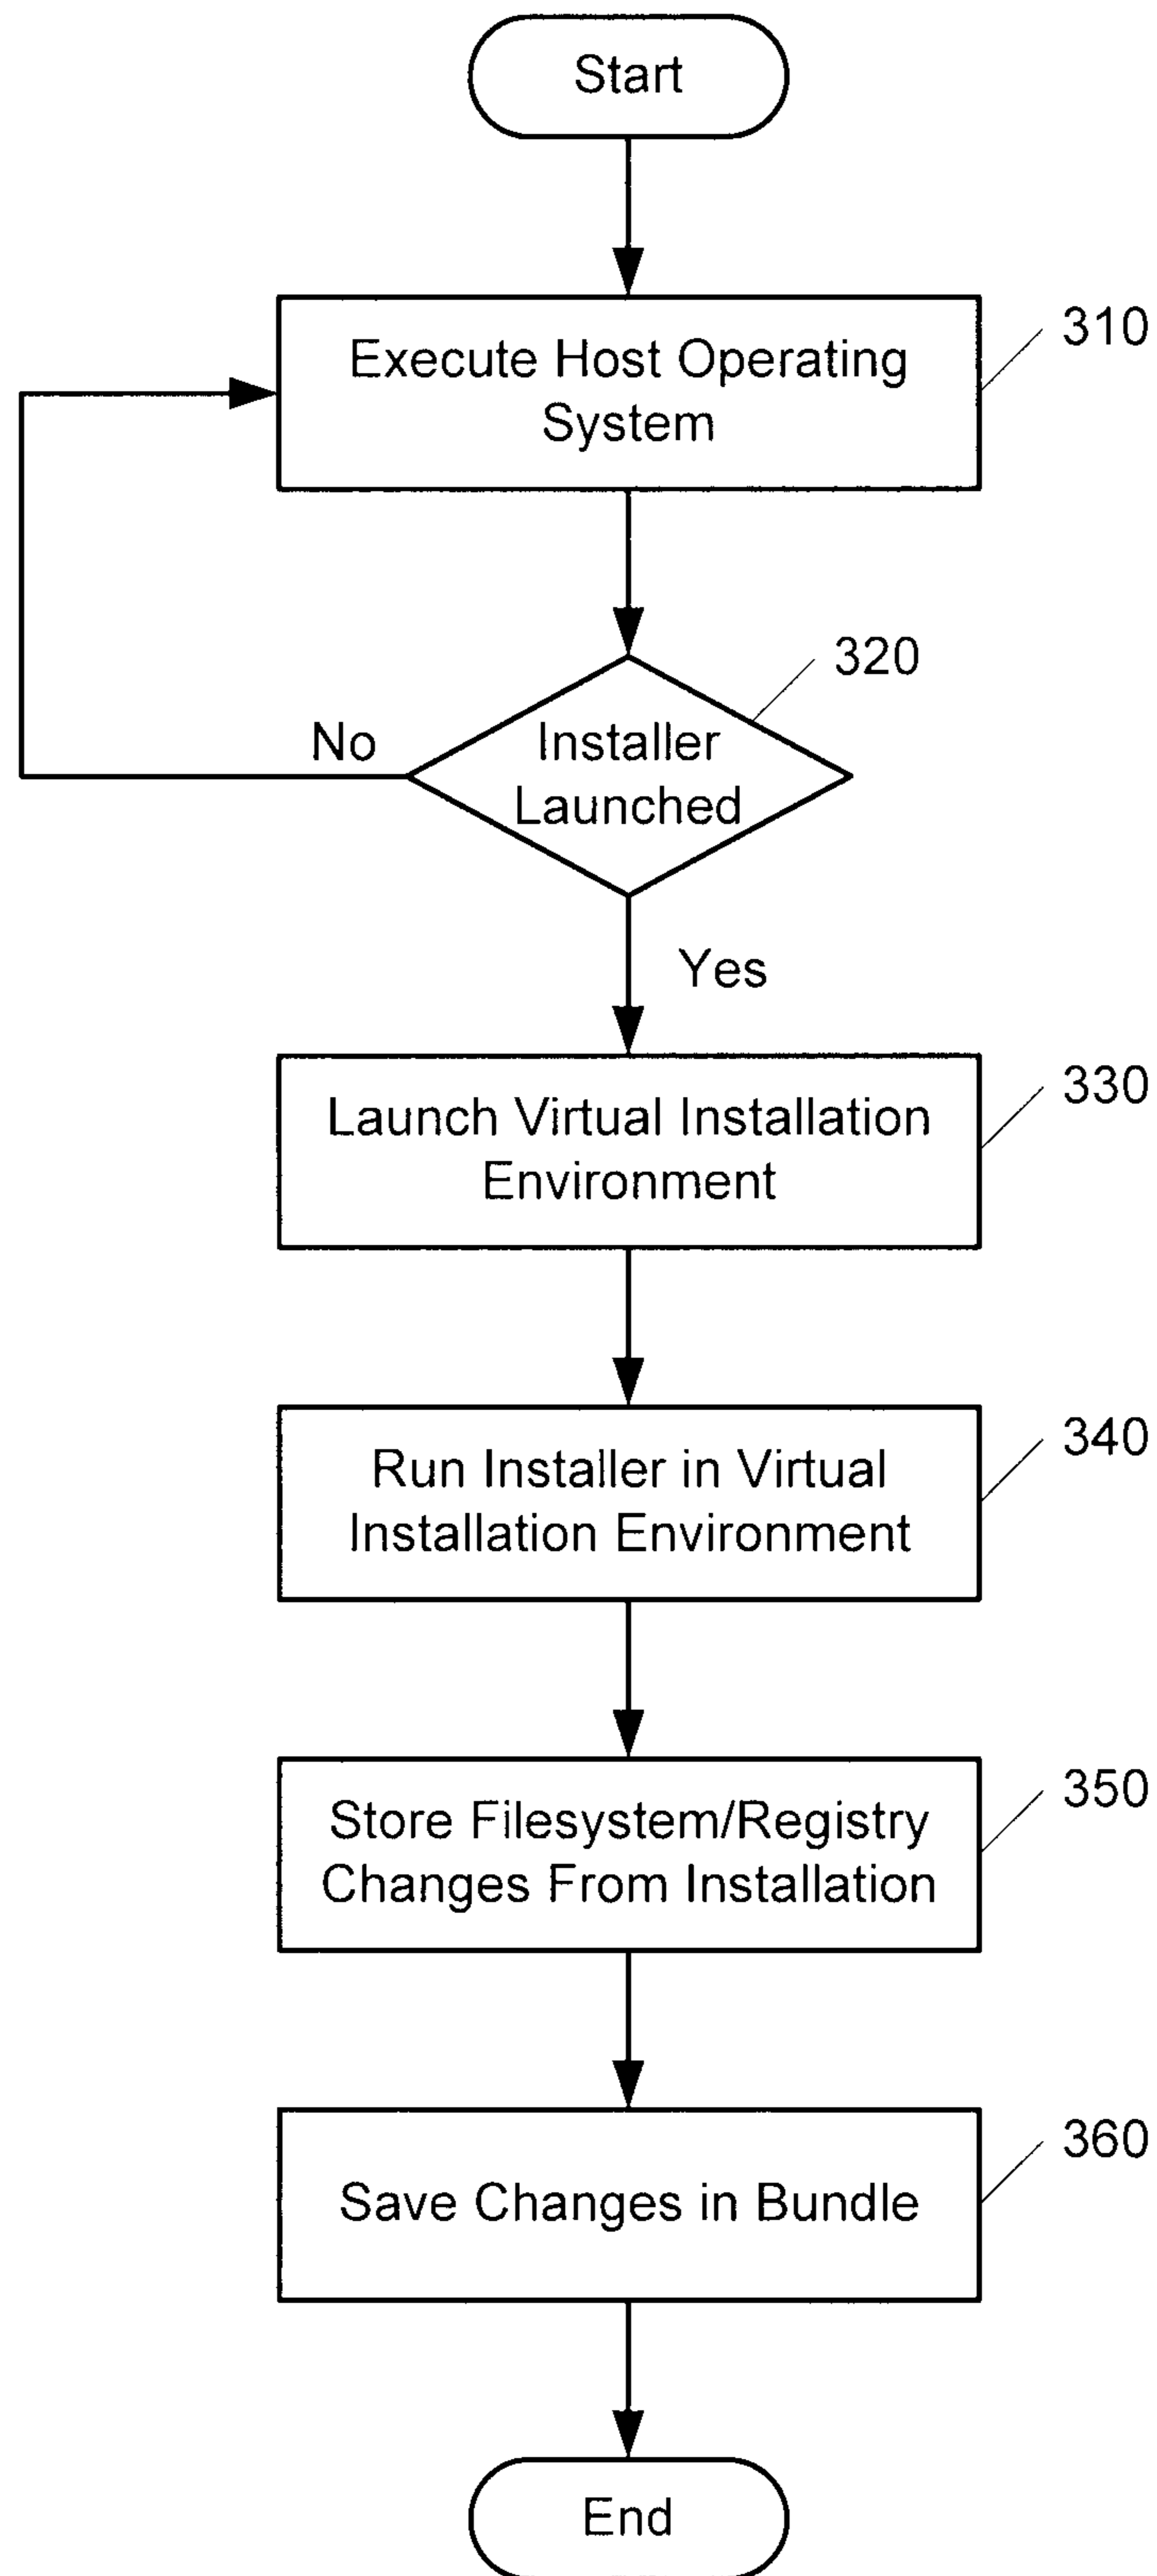 Start
Execute Host Operating
System
310
320
Installer
Launched
No
Yes
Launch Virtual Installation
Environment
330
Run Installer in Virtual
Installation Environment
340
Store Filesystem/Registry
Changes From Installation
350
Save Changes in Bundle
360
End